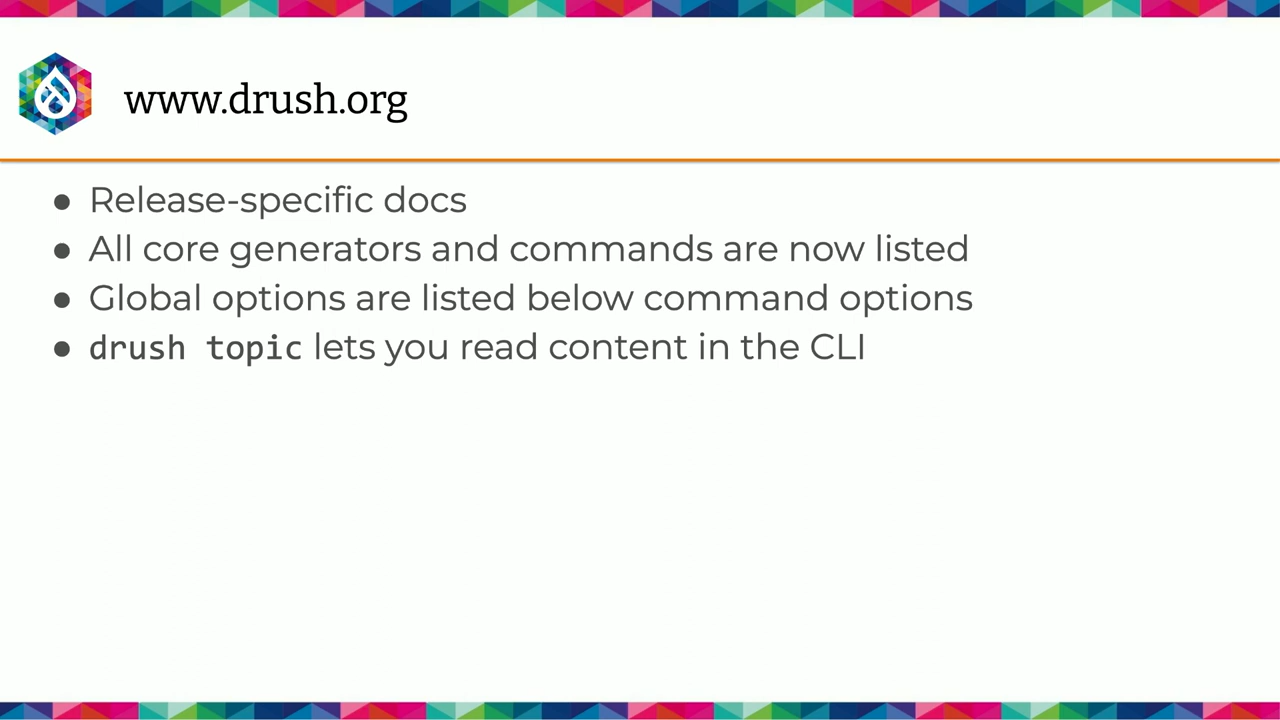 www.drush.org
● Release-specific docs
● All core generators and commands are now listed
● Global options are listed below command options
● drush topic lets you read content in the CLI